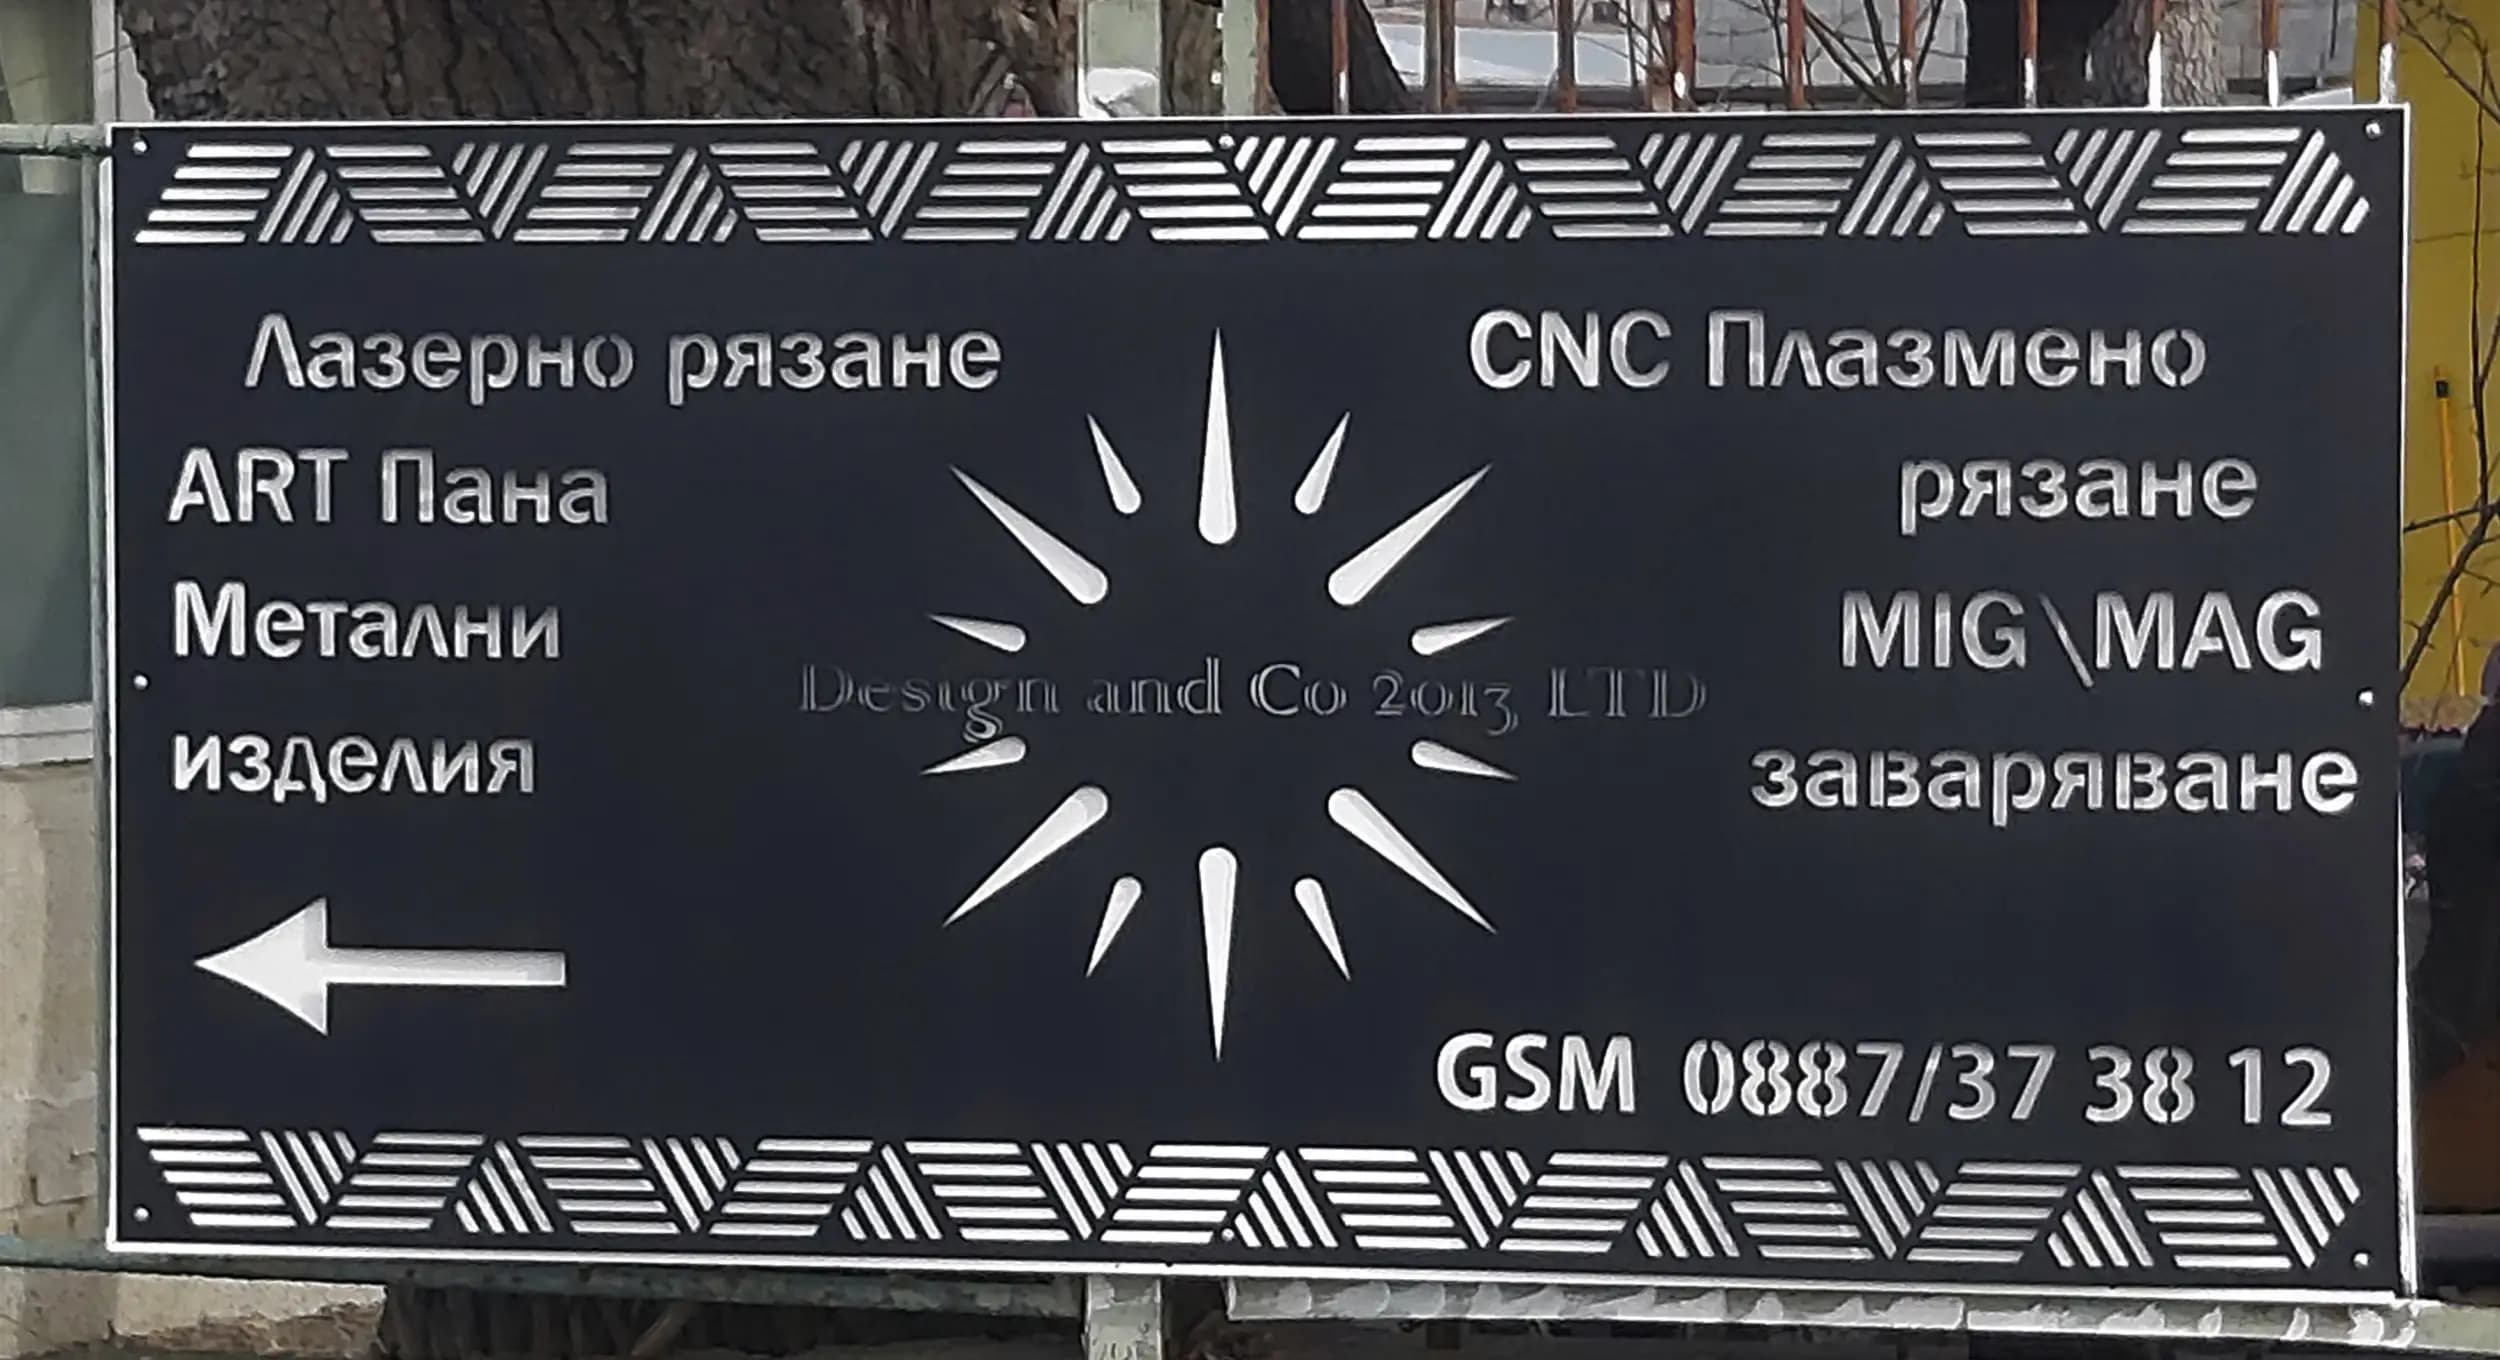 Лазерно рязане
ART Пана
Метални
изделия
Design and Co 2013 LTD
CNC Плазмено
рязане
MIG\MAG
заваряване
GSM 0887/37 38 12